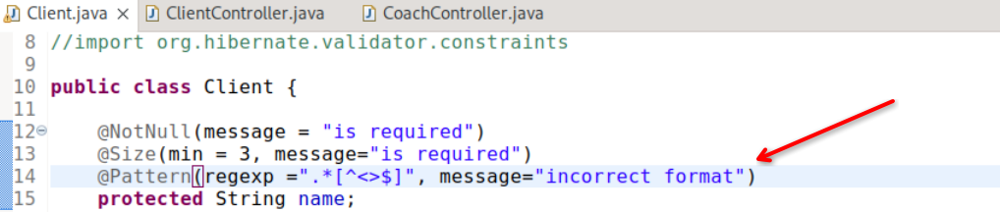 Client.java ClientController.java CoachController.java
8 //import org.hibernate.validator.constraints
9
10 public class Client {
11
12 @NotNull(message = "is required")
13 @Size(min = 3, message="is required")
14 @Pattern(regexp =".*[^<>$]", message="incorrect format")
15 protected String name;